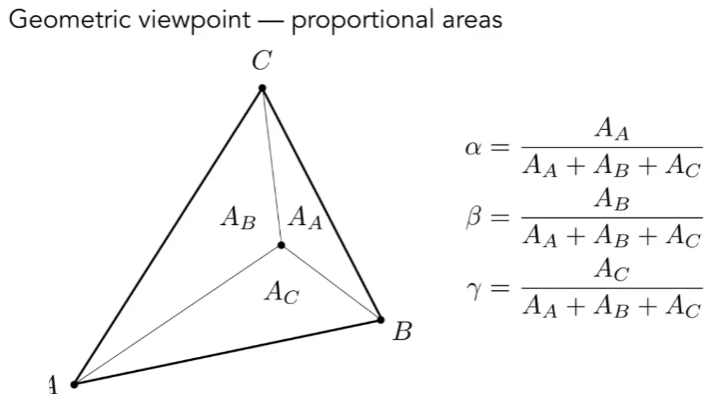 Geometric viewpoint — proportional areas
C
α = A_A / (A_A + A_B + A_C)
A_B A_A
β = A_B / (A_A + A_B + A_C)
A_C
γ = A_C / (A_A + A_B + A_C)
B
A